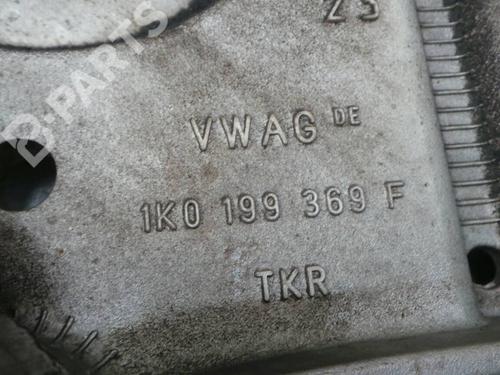 23
B-PARTS
VWAG DE
1K0 199 369 F
TKR